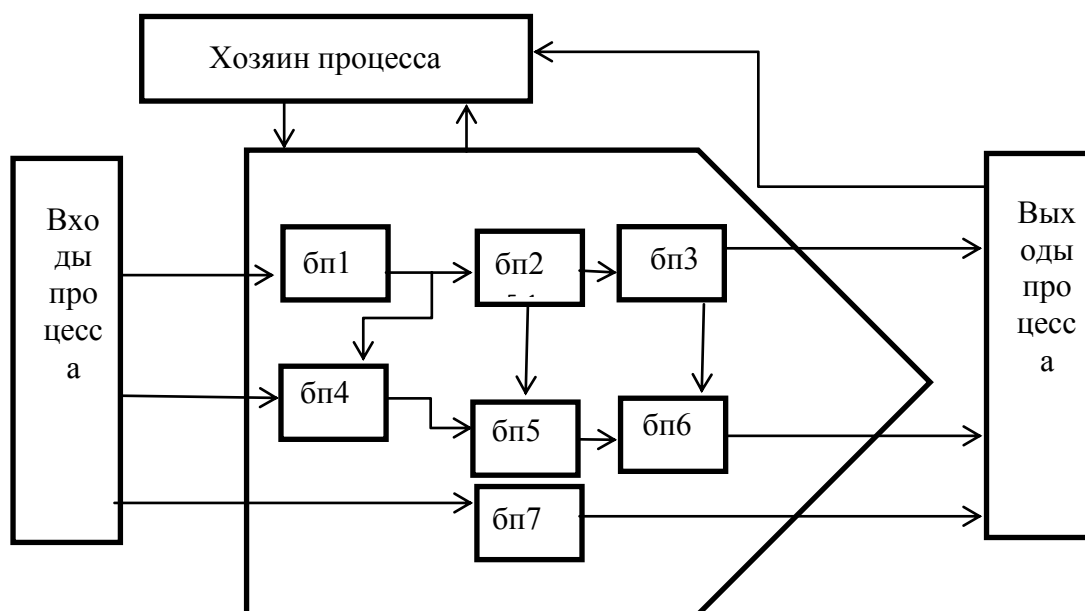 Хозяин процесса
Вхо
ды
про
цесс
а
Вых
оды
про
цесс
а
бп1
бп2
бп3
бп4
бп5
бп6
бп7